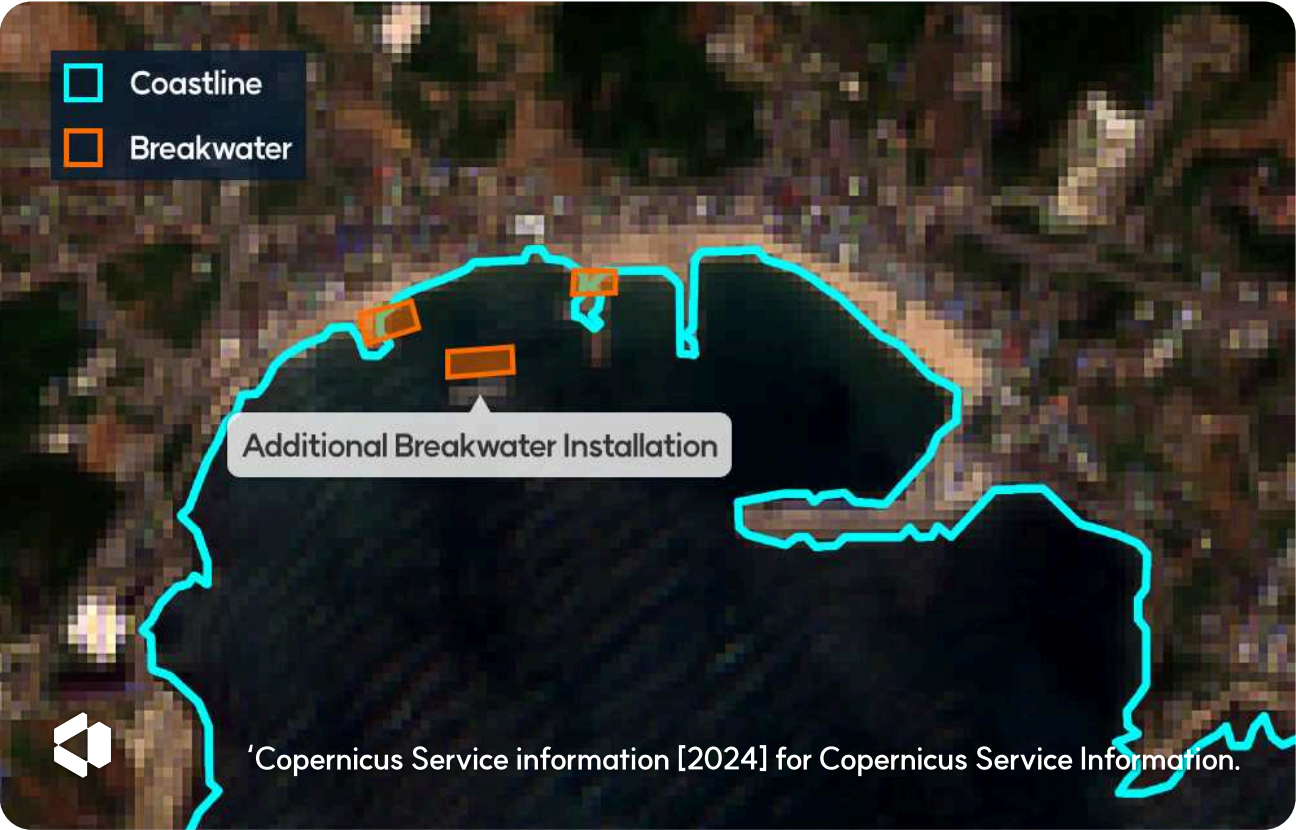 Coastline
Breakwater
Additional Breakwater Installation
‘Copernicus Service information [2024] for Copernicus Service Information.